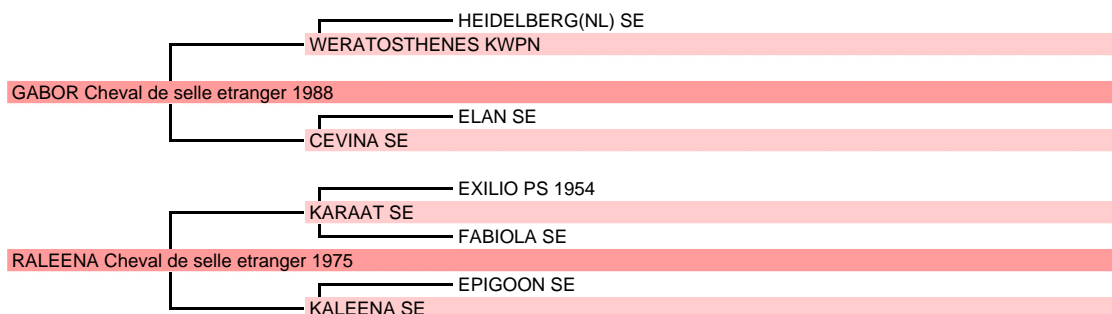 HEIDELBERG(NL) SE
WERATOSTHENES KWPN
GABOR Cheval de selle etranger 1988
ELAN SE
CEVINA SE
EXILIO PS 1954
KARAAT SE
FABIOLA SE
RALEENA Cheval de selle etranger 1975
EPIGOON SE
KALEENA SE